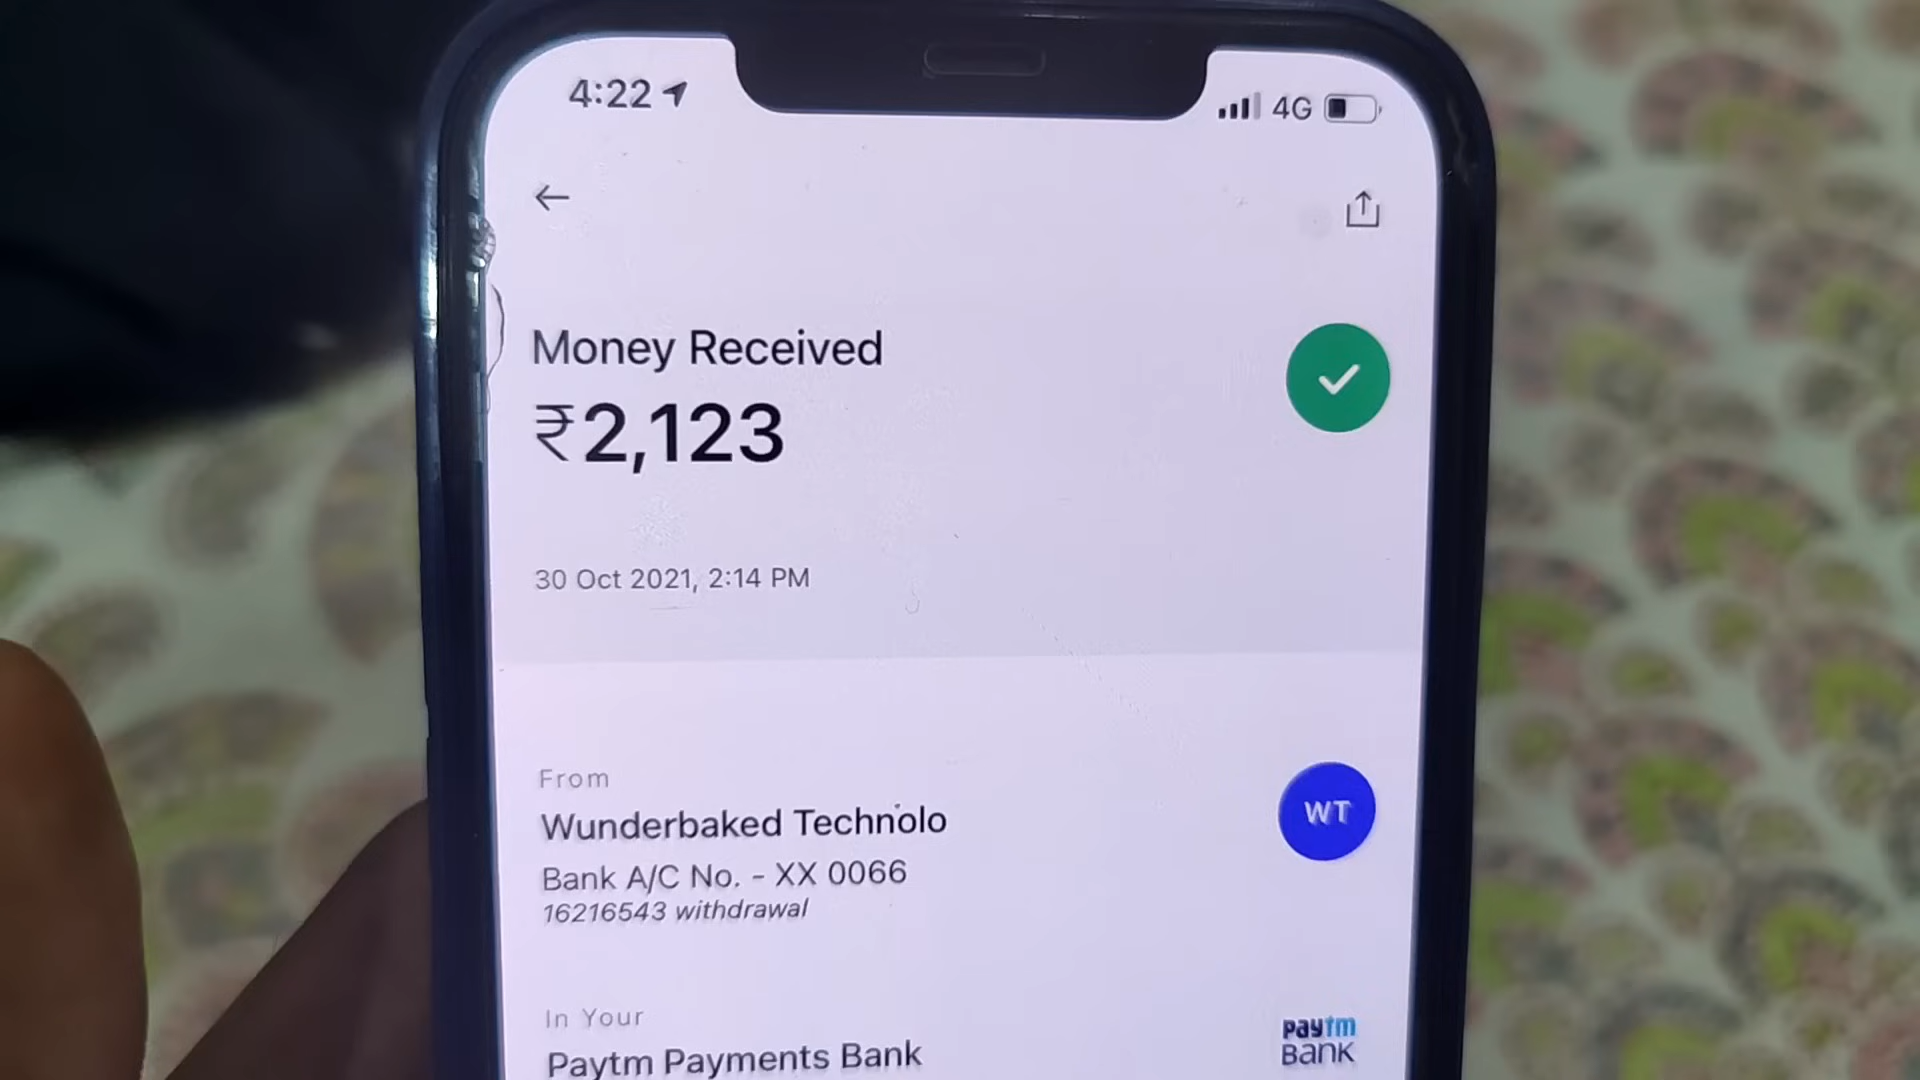 4:22
4G
Money Received
₹2,123
30 Oct 2021, 2:14 PM
From
Wunderbaked Technolo
WT
Bank A/C No. - XX 0066
16216543 withdrawal
In Your
Paytm Payments Bank
paytm
BANK